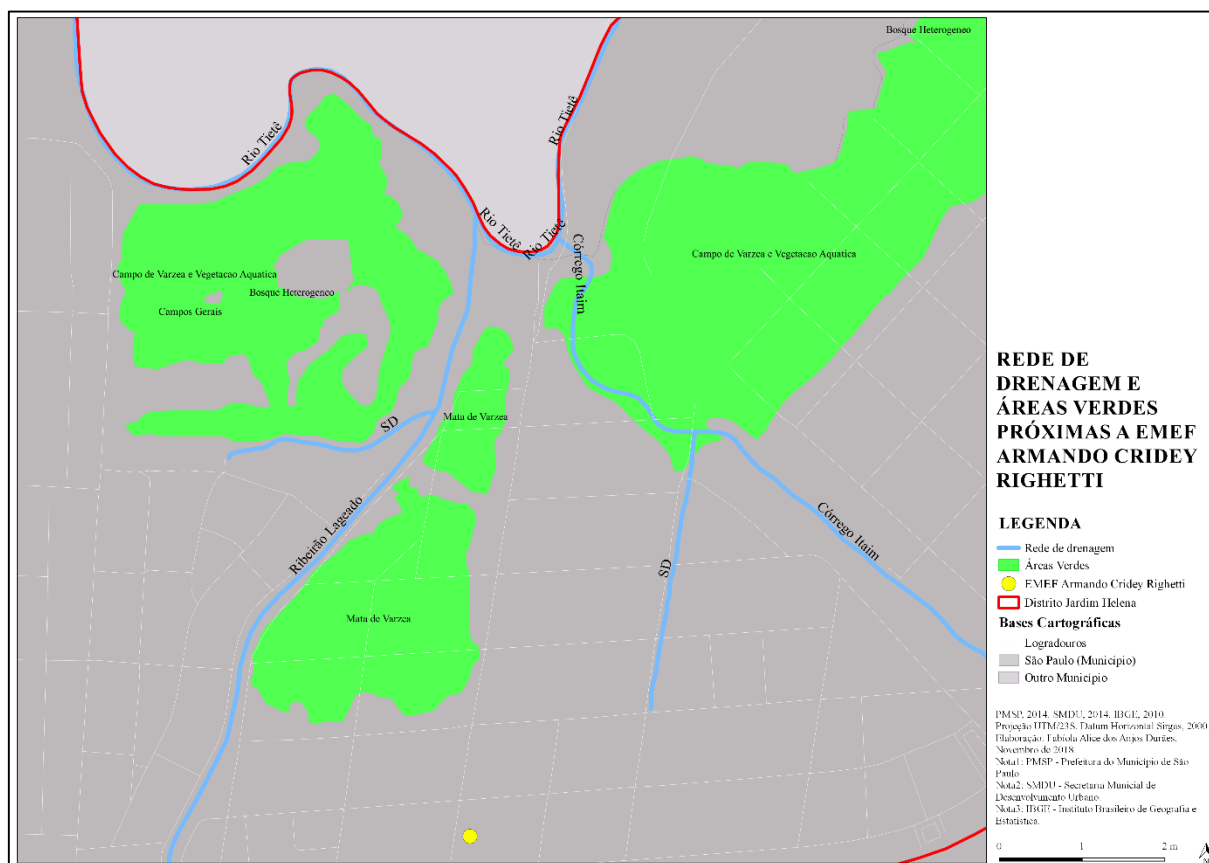 Bosque Heterogeneo
Rio Tietê
Rio Tietê
Rio Tietê
Rio Tietê
Córrego Itaim
Campo de Varzea e Vegetacao Aquatica
Campo de Varzea e Vegetacao Aquatica
Bosque Heterogeneo
Campos Gerais
Mata de Varzea
SD
Ribeirão Lageado
SD
Córrego Itaim
Mata de Varzea
REDE DE
DRENAGEM E
ÁREAS VERDES
PRÓXIMAS A EMEF
ARMANDO CRIDEY
RIGHETTI
LEGENDA
Rede de drenagem
Áreas Verdes
EMEF Armando Cridey Righetti
Distrito Jardim Helena
Bases Cartográficas
Logradouros
São Paulo (Município)
Outro Município
PMSP, 2014. SMDU, 2014. IBGE, 2010.
Projeção UTM/23S. Datum Horizontal Sirgas, 2000
Elaboração: Fabíola Alice dos Anjos Durães.
Novembro de 2018
Nota1: PMSP - Prefeitura do Município de São
Paulo
Nota2: SMDU - Secretaria Municial de
Desenvolvimento Urbano.
Nota3: IBGE - Instituto Brasileiro de Geografia e
Estatística.
0 1 2 m
N